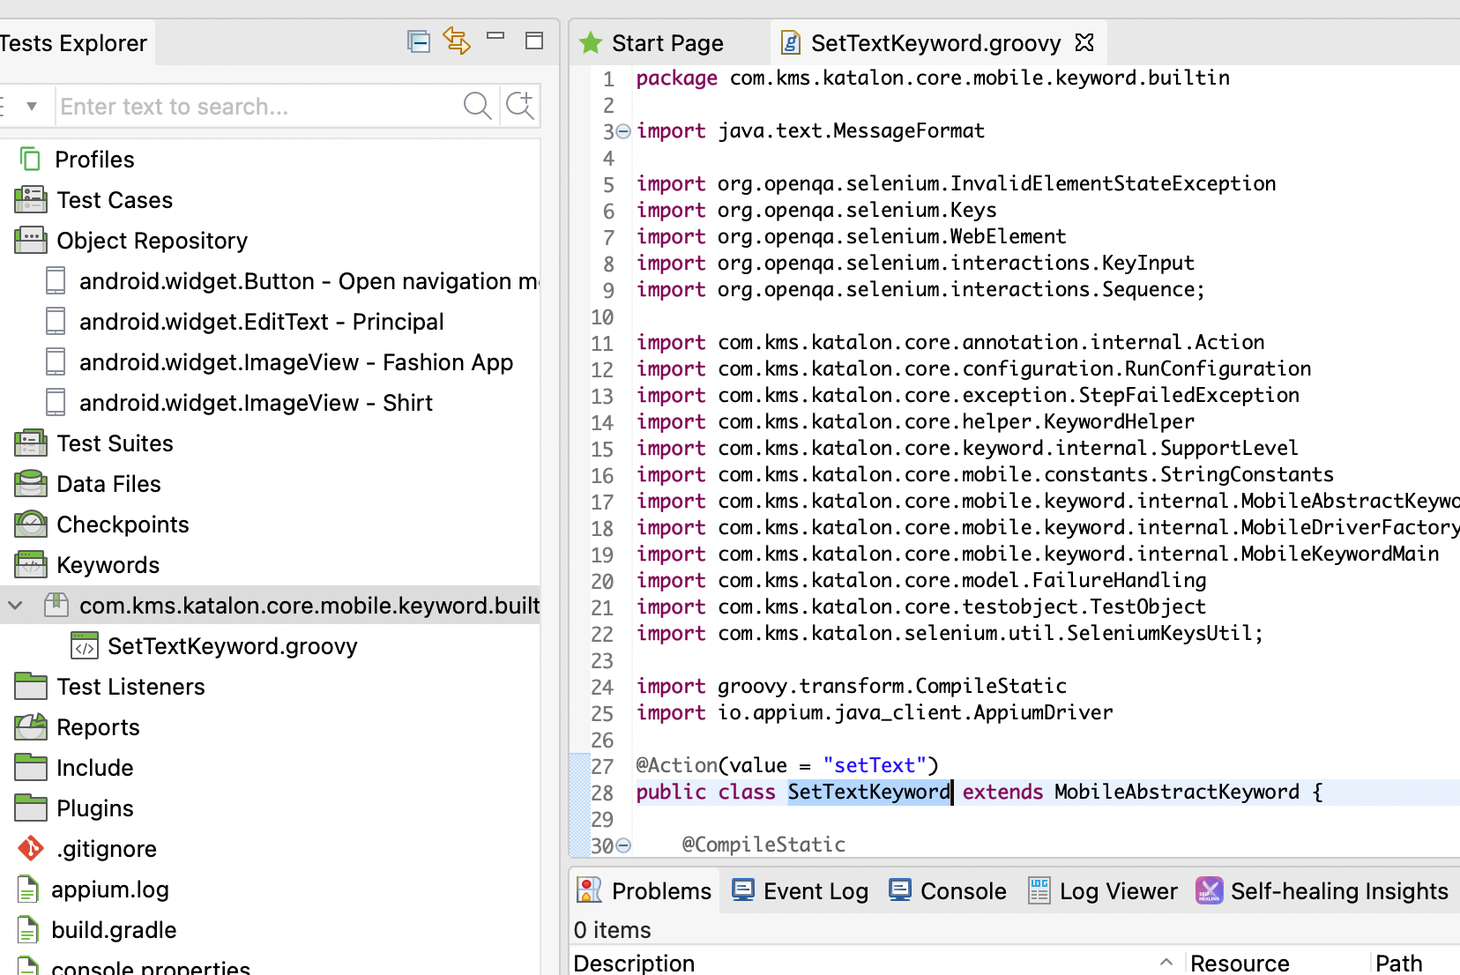 Tests Explorer
Enter text to search...
Profiles
Test Cases
Object Repository
android.widget.Button - Open navigation m
android.widget.EditText - Principal
android.widget.ImageView - Fashion App
android.widget.ImageView - Shirt
Test Suites
Data Files
Checkpoints
Keywords
com.kms.katalon.core.mobile.keyword.built
SetTextKeyword.groovy
Test Listeners
Reports
Include
Plugins
.gitignore
appium.log
build.gradle
console.properties
Start Page
SetTextKeyword.groovy
1 package com.kms.katalon.core.mobile.keyword.builtin
2
3 import java.text.MessageFormat
4
5 import org.openqa.selenium.InvalidElementStateException
6 import org.openqa.selenium.Keys
7 import org.openqa.selenium.WebElement
8 import org.openqa.selenium.interactions.KeyInput
9 import org.openqa.selenium.interactions.Sequence;
10
11 import com.kms.katalon.core.annotation.internal.Action
12 import com.kms.katalon.core.configuration.RunConfiguration
13 import com.kms.katalon.core.exception.StepFailedException
14 import com.kms.katalon.core.helper.KeywordHelper
15 import com.kms.katalon.core.keyword.internal.SupportLevel
16 import com.kms.katalon.core.mobile.constants.StringConstants
17 import com.kms.katalon.core.mobile.keyword.internal.MobileAbstractKeywo
18 import com.kms.katalon.core.mobile.keyword.internal.MobileDriverFactory
19 import com.kms.katalon.core.mobile.keyword.internal.MobileKeywordMain
20 import com.kms.katalon.core.model.FailureHandling
21 import com.kms.katalon.core.testobject.TestObject
22 import com.kms.katalon.selenium.util.SeleniumKeysUtil;
23
24 import groovy.transform.CompileStatic
25 import io.appium.java_client.AppiumDriver
26
27 @Action(value = "setText")
28 public class SetTextKeyword extends MobileAbstractKeyword {
29
30 @CompileStatic
Problems
Event Log
Console
Log Viewer
Self-healing Insights
0 items
Description
Resource
Path